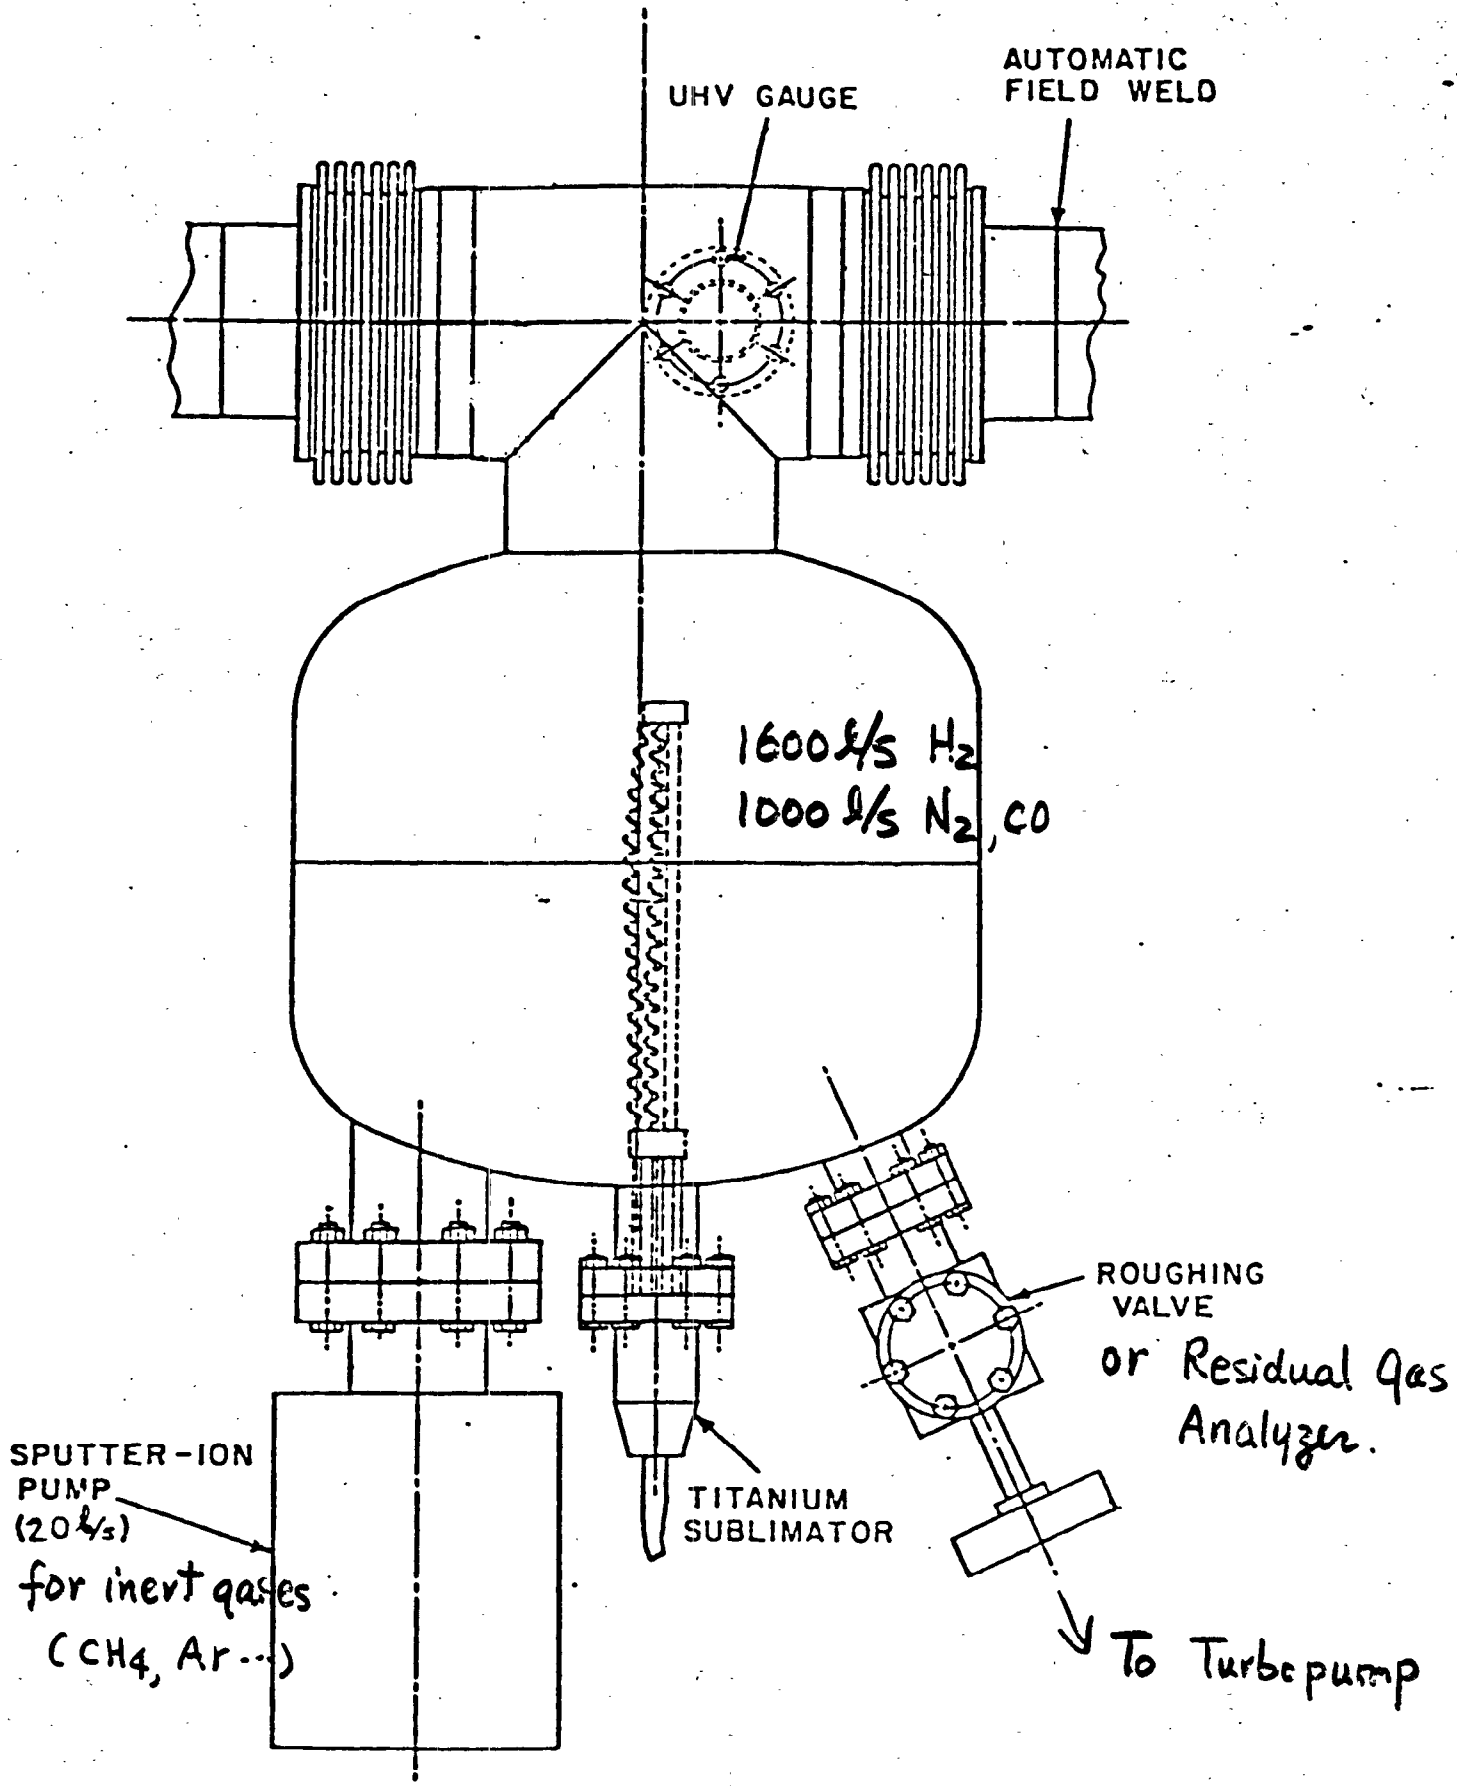 AUTOMATIC
FIELD WELD
UHV GAUGE
1600 l/s H₂
1000 l/s N₂, CO
ROUGHING
VALVE
or Residual Gas
Analyzer.
SPUTTER-ION
PUMP
(20 l/s)
for inert gases
(CH₄, Ar...)
TITANIUM
SUBLIMATOR
To Turbopump